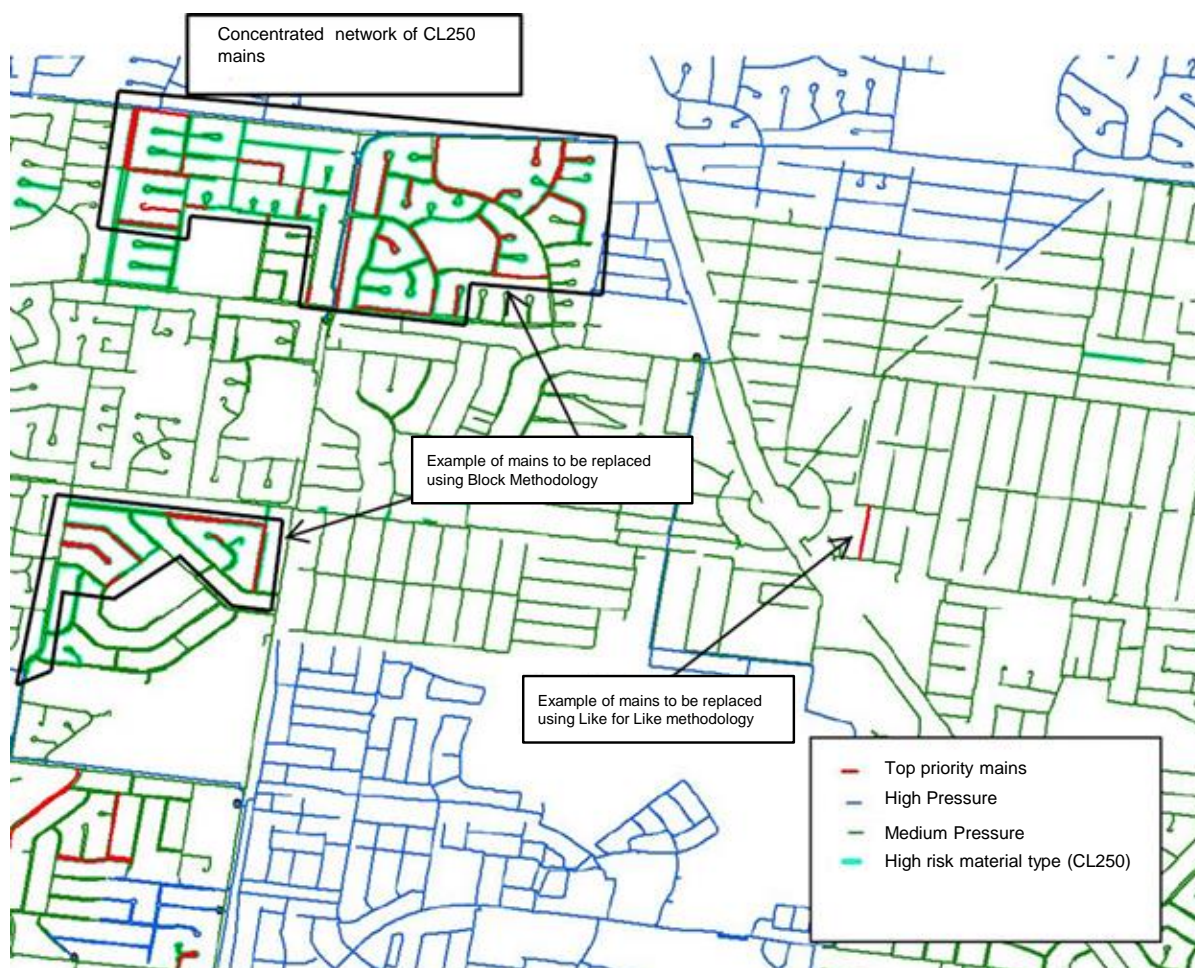 Concentrated network of CL250
mains
Example of mains to be replaced
using Block Methodology
Example of mains to be replaced
using Like for Like methodology
Top priority mains
High Pressure
Medium Pressure
High risk material type (CL250)